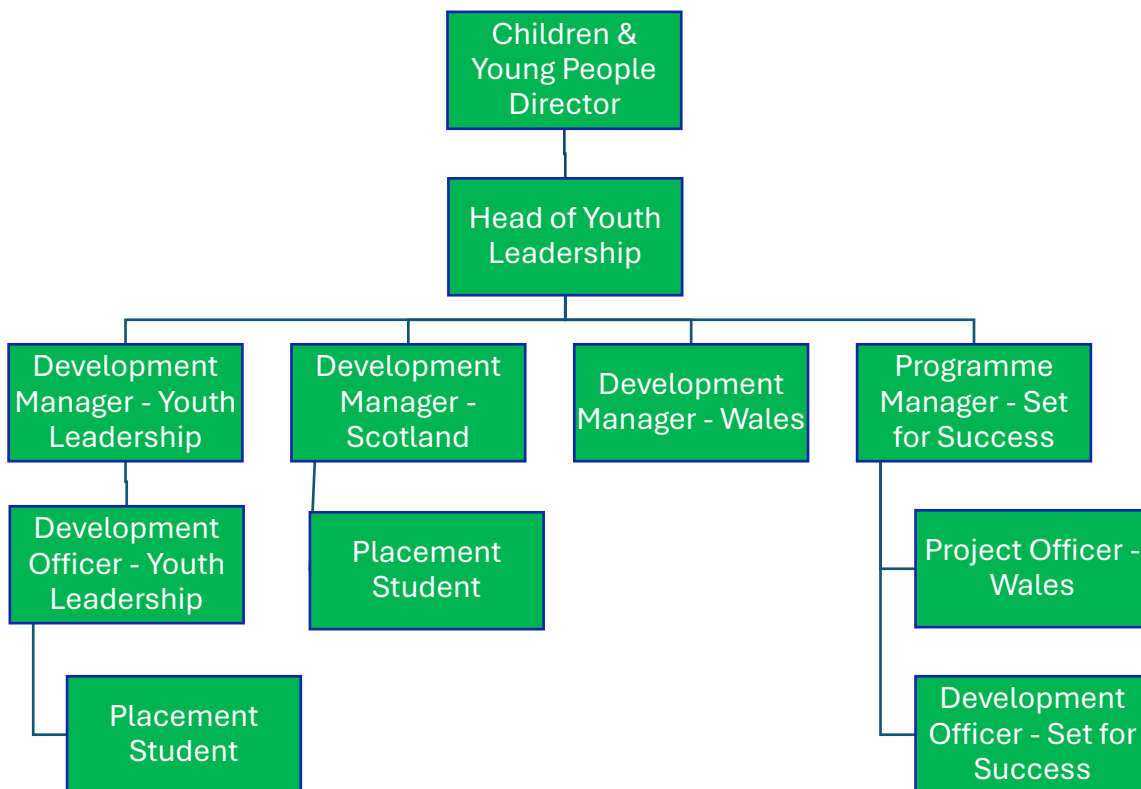 Children &
Young People
Director
Head of Youth
Leadership
Development
Manager - Youth
Leadership
Development
Manager -
Scotland
Development
Manager - Wales
Programme
Manager - Set
for Success
Development
Officer - Youth
Leadership
Placement
Student
Project Officer -
Wales
Placement
Student
Development
Officer - Set for
Success